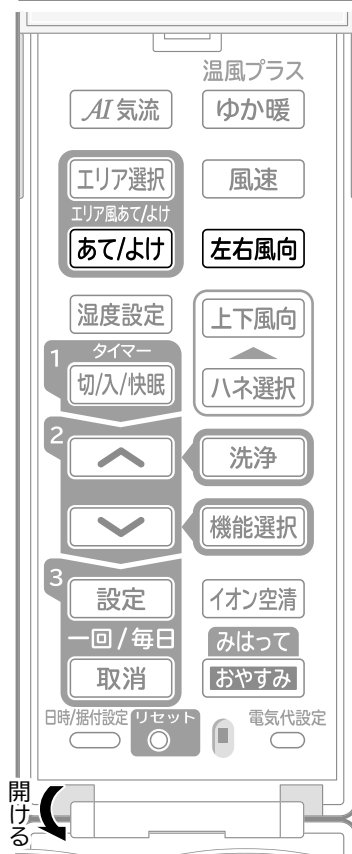 温風プラス
AI気流
ゆか暖
エリア選択
風速
エリア風あて/よけ
あて/よけ
左右風向
湿度設定
上下風向
1
タイマー
切/入/快眠
ハネ選択
2
洗浄
機能選択
3
設定
イオン空清
一回/毎日
みはって
取消
おやすみ
日時/据付設定
リセット
電気代設定
開ける